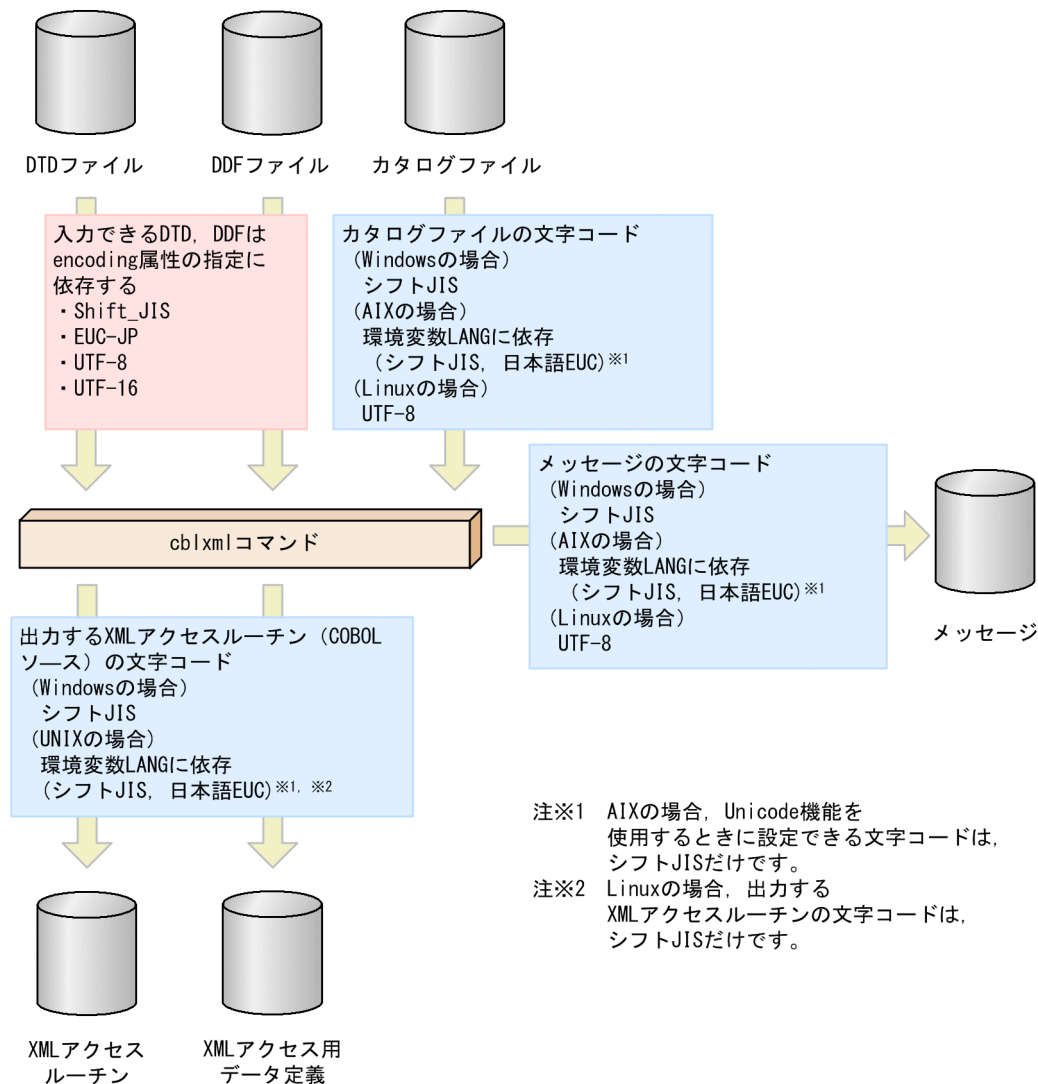 DTDファイル
DDFファイル
カタログファイル
入力できるDTD, DDFは
encoding属性の指定に
依存する
・Shift_JIS
・EUC-JP
・UTF-8
・UTF-16
カタログファイルの文字コード
(Windowsの場合)
シフトJIS
(AIXの場合)
環境変数LANGに依存
(シフトJIS, 日本語EUC)※1
(Linuxの場合)
UTF-8
cblxmlコマンド
メッセージの文字コード
(Windowsの場合)
シフトJIS
(AIXの場合)
環境変数LANGに依存
(シフトJIS, 日本語EUC)※1
(Linuxの場合)
UTF-8
メッセージ
出力するXMLアクセスルーチン(COBOL
ソ―ス)の文字コード
(Windowsの場合)
シフトJIS
(UNIXの場合)
環境変数LANGに依存
(シフトJIS, 日本語EUC)※1, ※2
注※1 AIXの場合, Unicode機能を
使用するときに設定できる文字コードは,
シフトJISだけです。
注※2 Linuxの場合, 出力する
XMLアクセスルーチンの文字コードは,
シフトJISだけです。
XMLアクセス
ルーチン
XMLアクセス用
データ定義